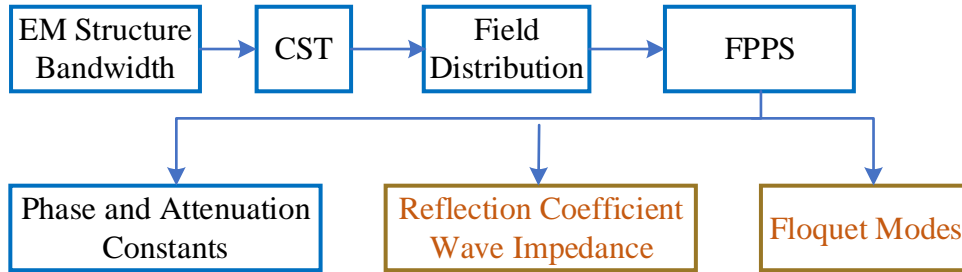 EM Structure
Bandwidth
CST
Field
Distribution
FPPS
Phase and Attenuation
Constants
Reflection Coefficient
Wave Impedance
Floquet Modes